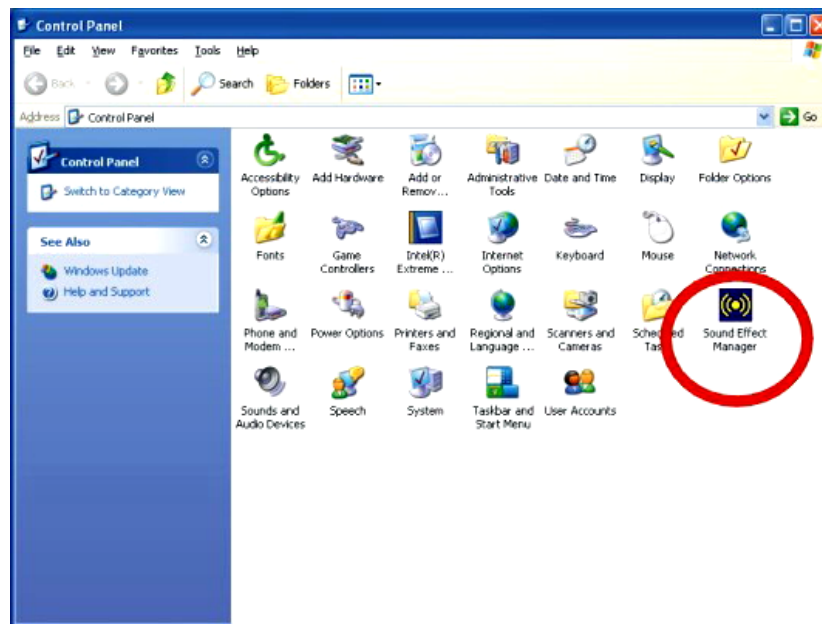 Control Panel
File Edit View Favorites Tools Help
Back Search Folders
Address Control Panel Go
Control Panel
Switch to Category View
See Also
Windows Update
Help and Support
Accessibility Options
Add Hardware
Add or Remov...
Administrative Tools
Date and Time
Display
Folder Options
Fonts
Game Controllers
Intel(R) Extreme ...
Internet Options
Keyboard
Mouse
Network Connections
Phone and Modem ...
Power Options
Printers and Faxes
Regional and Language ...
Scanners and Cameras
Sound Effect Manager
Sounds and Audio Devices
Speech
System
Taskbar and Start Menu
User Accounts